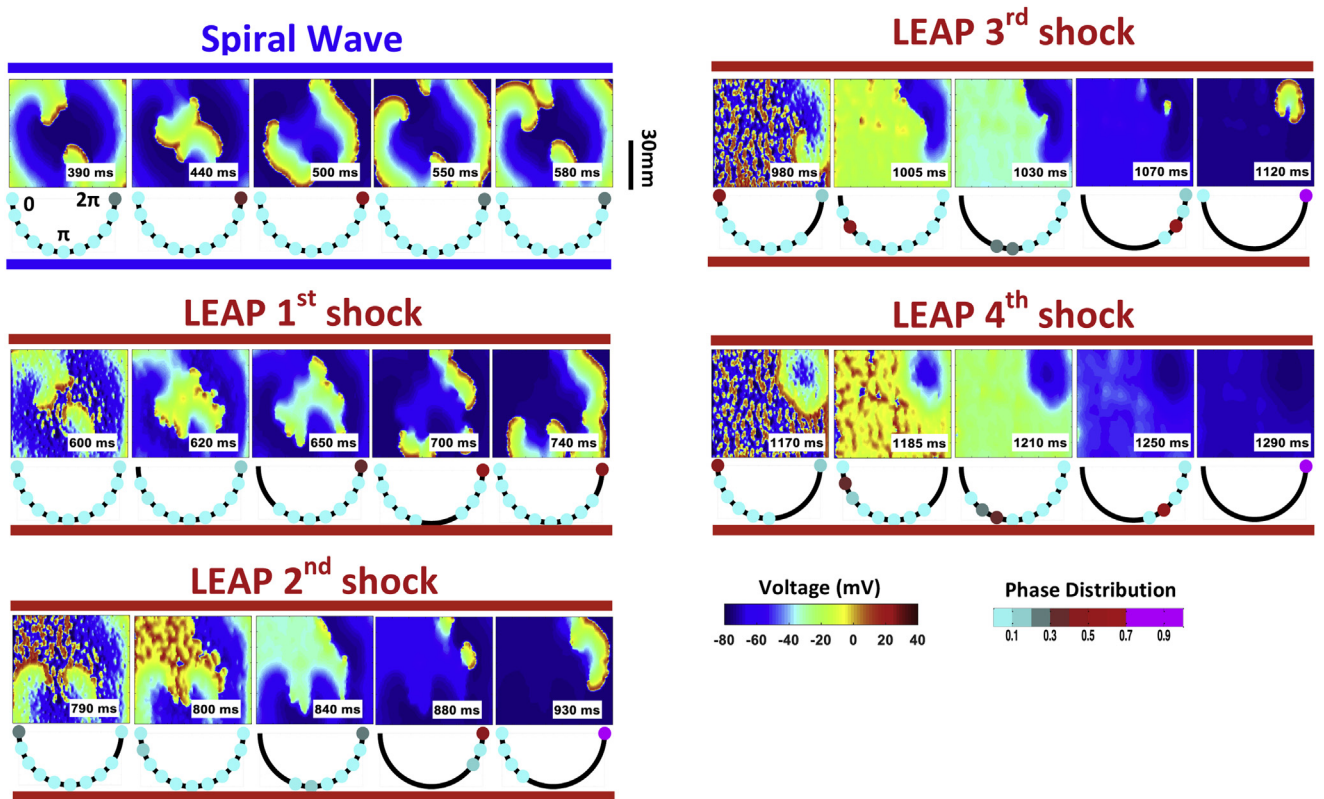 Spiral Wave
390 ms
440 ms
500 ms
550 ms
580 ms
30mm
0
2π
π
LEAP 1st shock
600 ms
620 ms
650 ms
700 ms
740 ms
LEAP 2nd shock
790 ms
800 ms
840 ms
880 ms
930 ms
LEAP 3rd shock
980 ms
1005 ms
1030 ms
1070 ms
1120 ms
LEAP 4th shock
1170 ms
1185 ms
1210 ms
1250 ms
1290 ms
Voltage (mV)
-80 -60 -40 -20 0 20 40
Phase Distribution
0.1 0.3 0.5 0.7 0.9